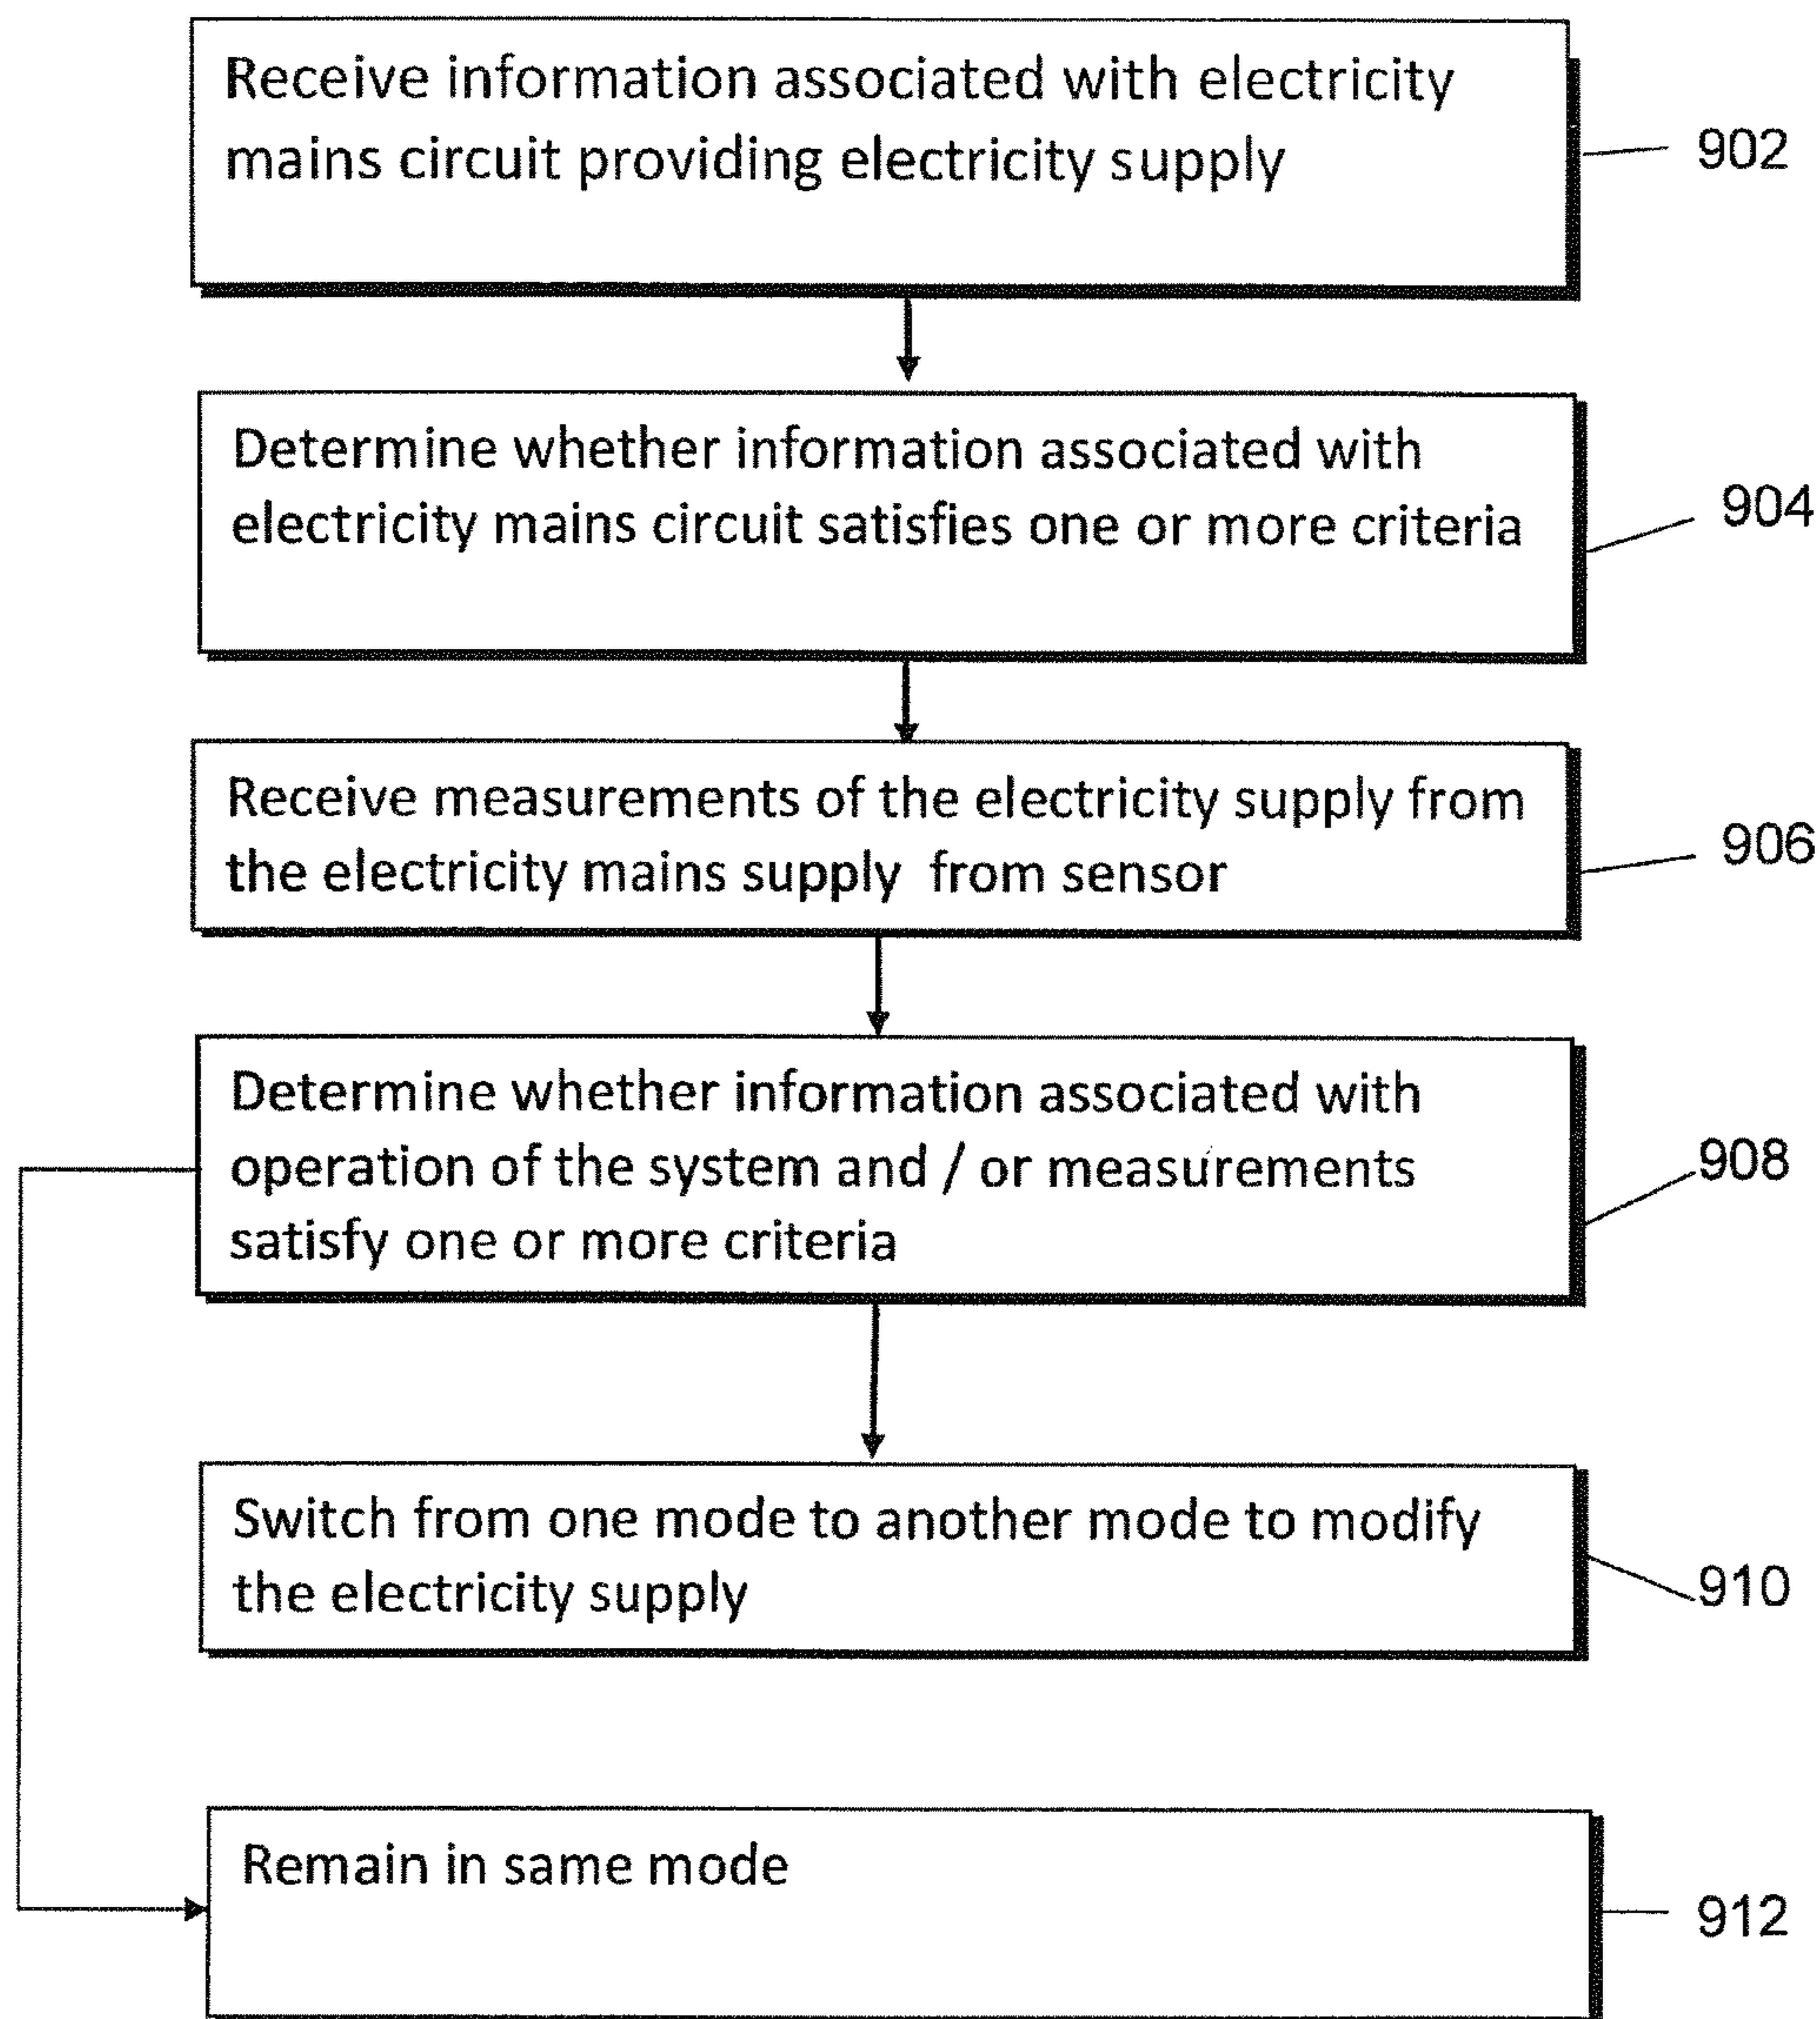 Receive information associated with electricity
mains circuit providing electricity supply
902
Determine whether information associated with
electricity mains circuit satisfies one or more criteria
904
Receive measurements of the electricity supply from
the electricity mains supply from sensor
906
Determine whether information associated with
operation of the system and / or measurements
satisfy one or more criteria
908
Switch from one mode to another mode to modify
the electricity supply
910
Remain in same mode
912